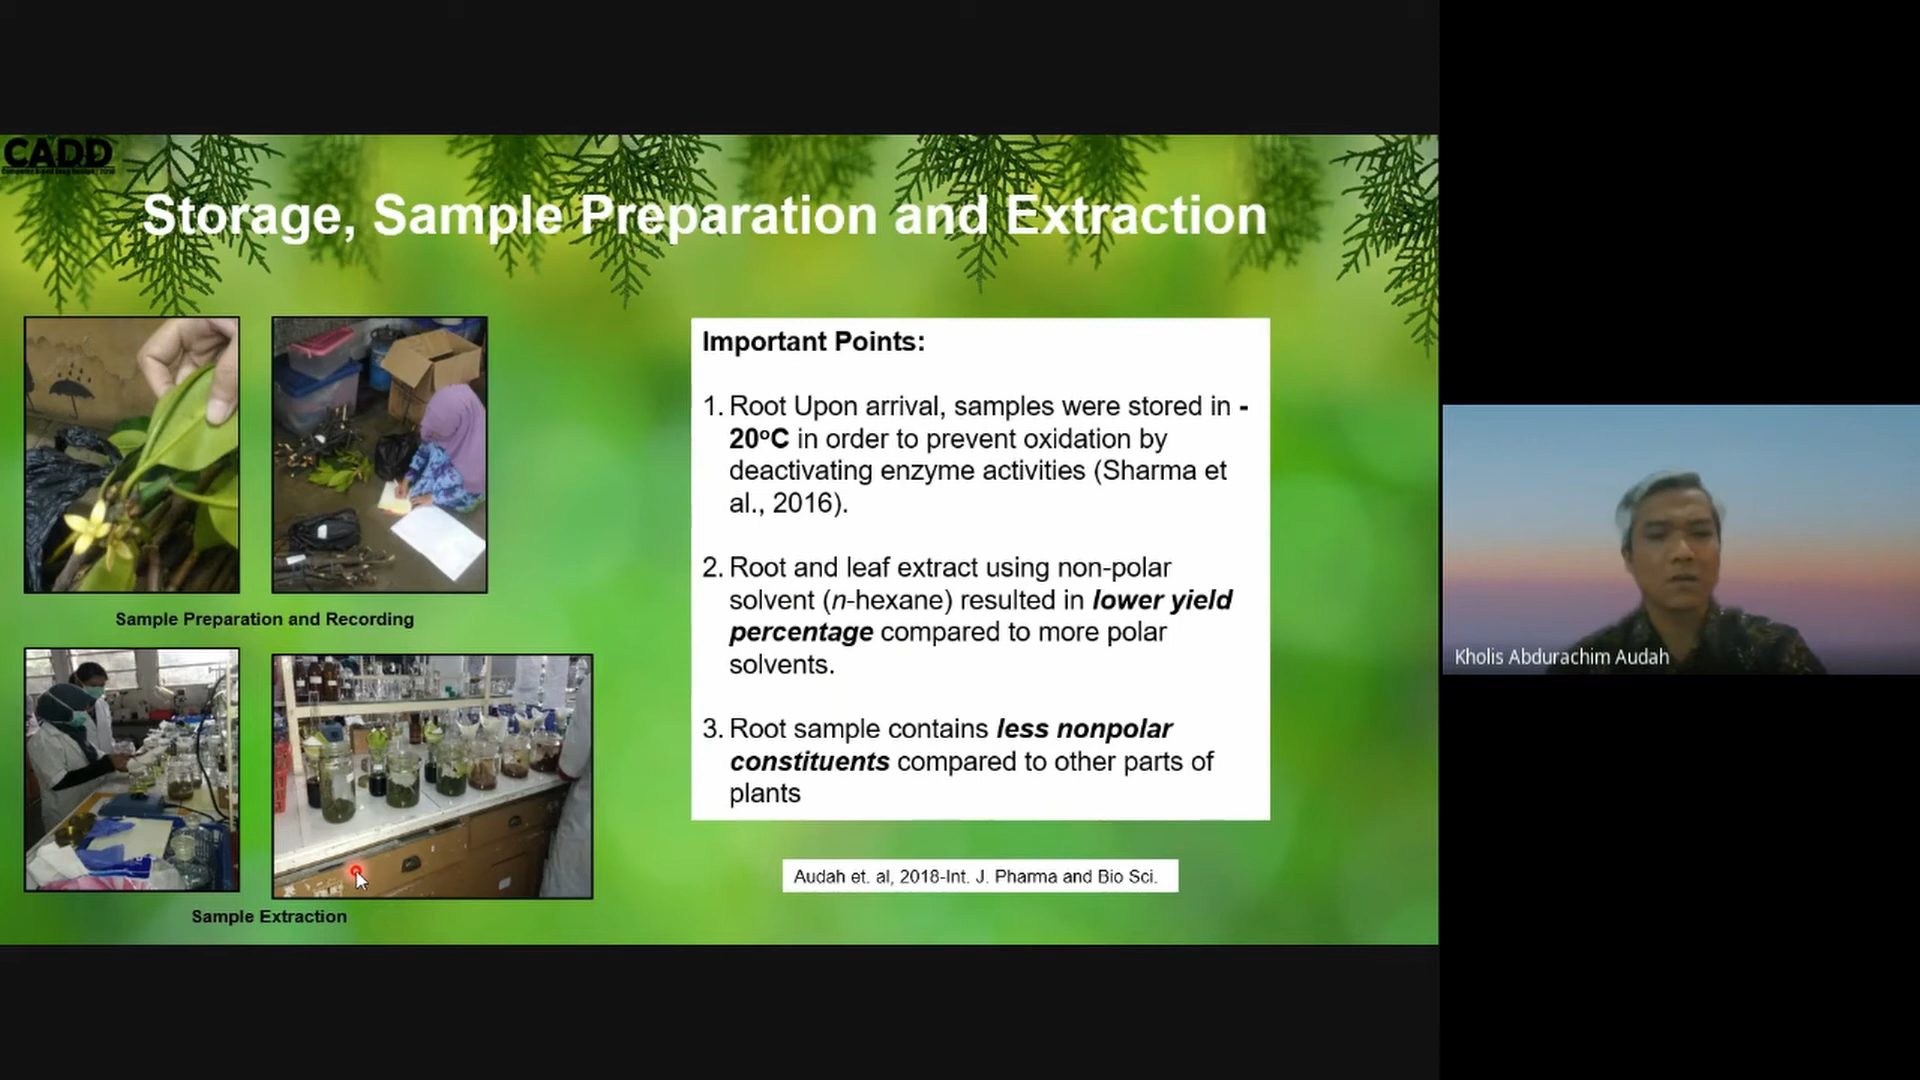 CADD
Storage, Sample Preparation and Extraction
Important Points:
1. Root Upon arrival, samples were stored in -
20ºC in order to prevent oxidation by
deactivating enzyme activities (Sharma et
al., 2016).
2. Root and leaf extract using non-polar
solvent (n-hexane) resulted in lower yield
percentage compared to more polar
solvents.
3. Root sample contains less nonpolar
constituents compared to other parts of
plants
Sample Preparation and Recording
Sample Extraction
Audah et. al, 2018-Int. J. Pharma and Bio Sci.
Kholis Abdurachim Audah